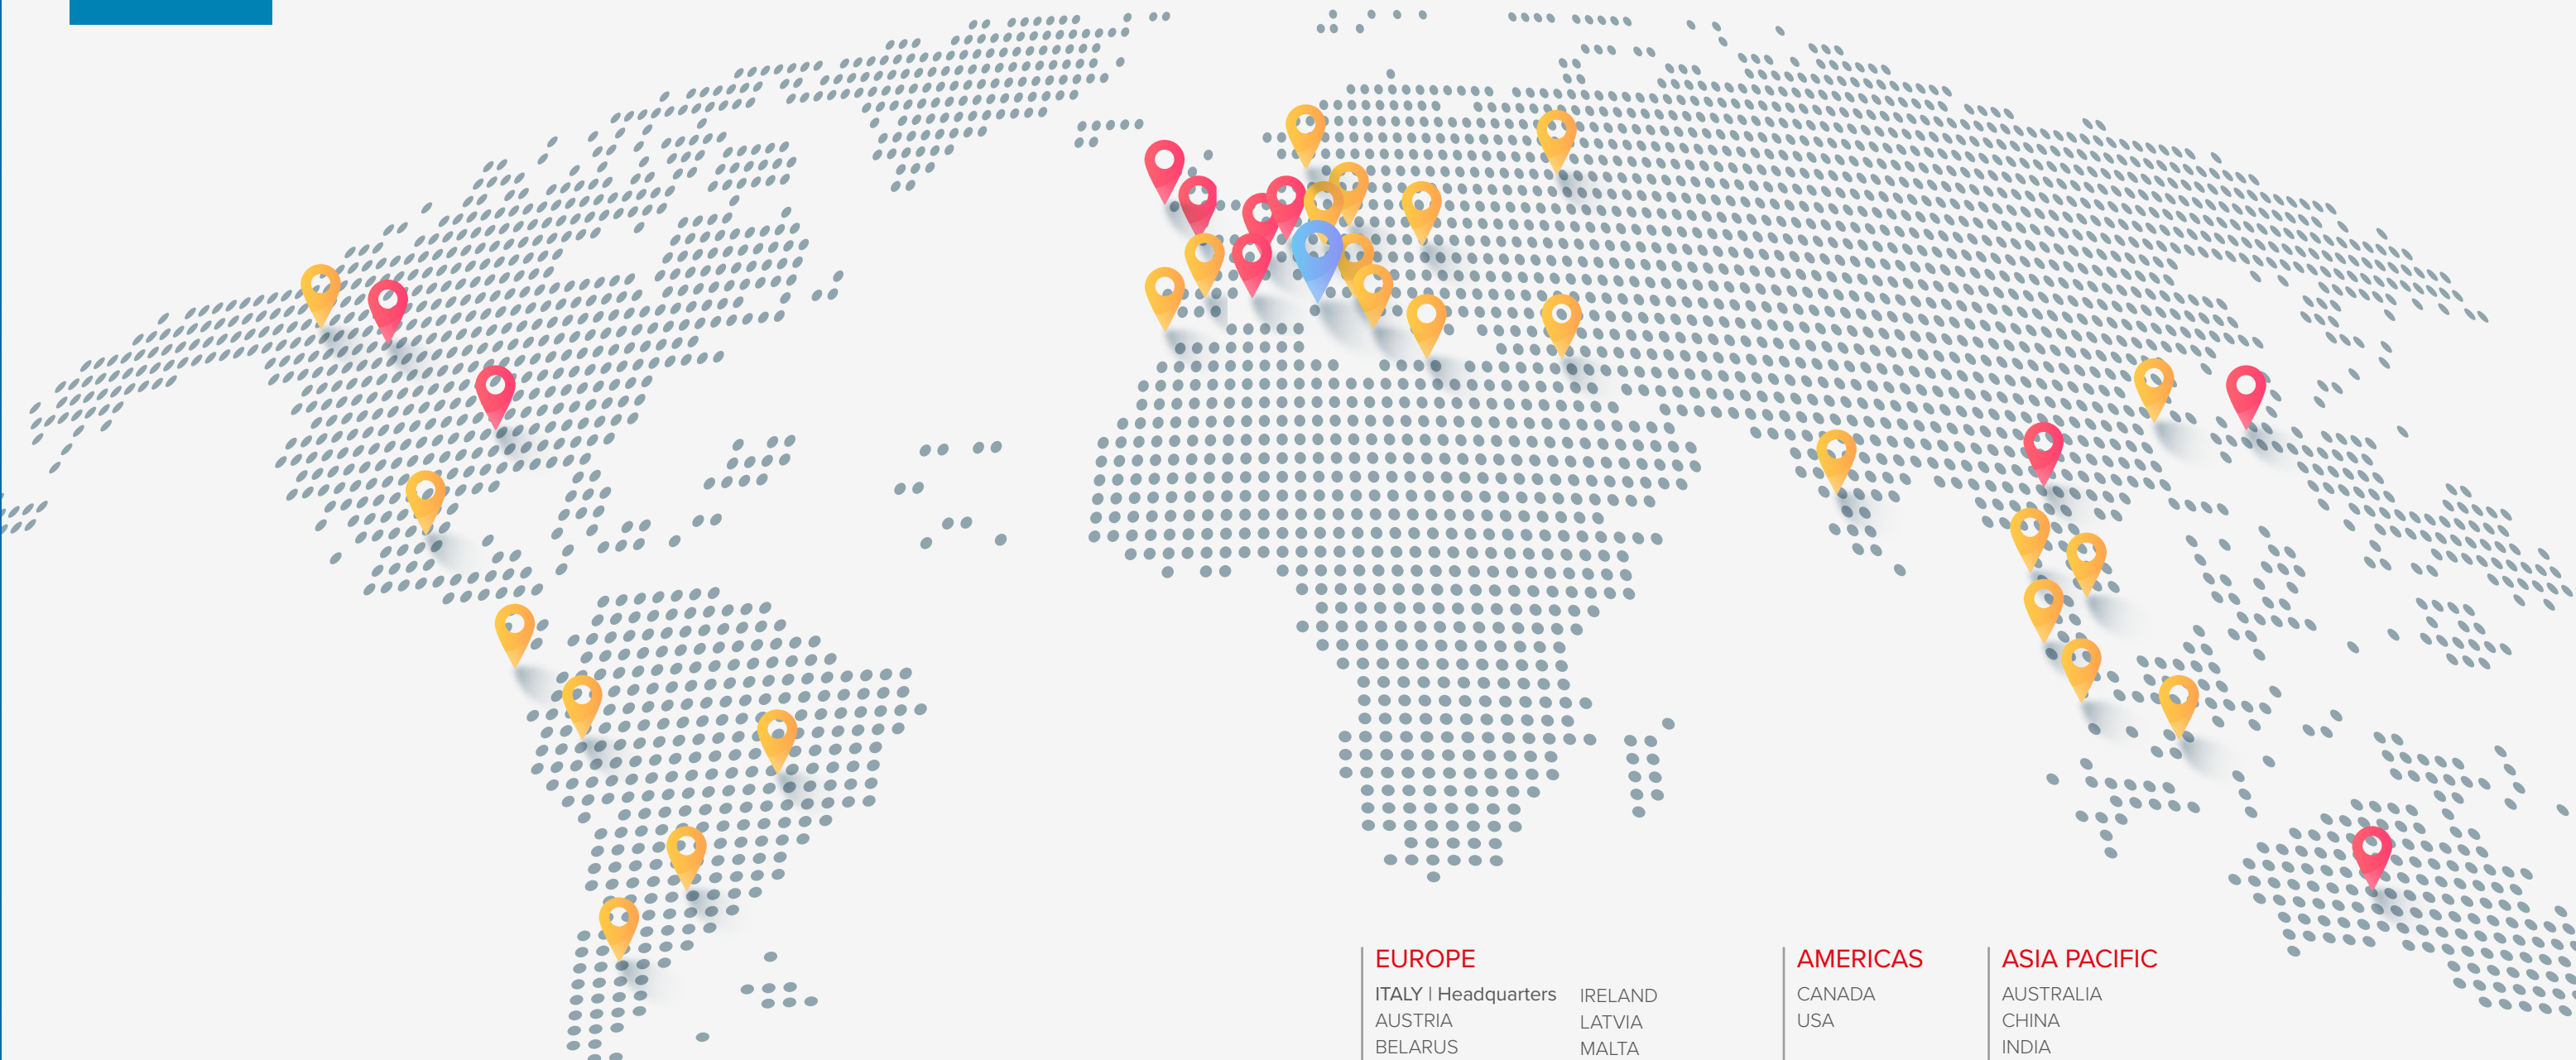 EUROPE
ITALY | Headquarters
AUSTRIA
BELARUS
IRELAND
LATVIA
MALTA
AMERICAS
CANADA
USA
ASIA PACIFIC
AUSTRALIA
CHINA
INDIA